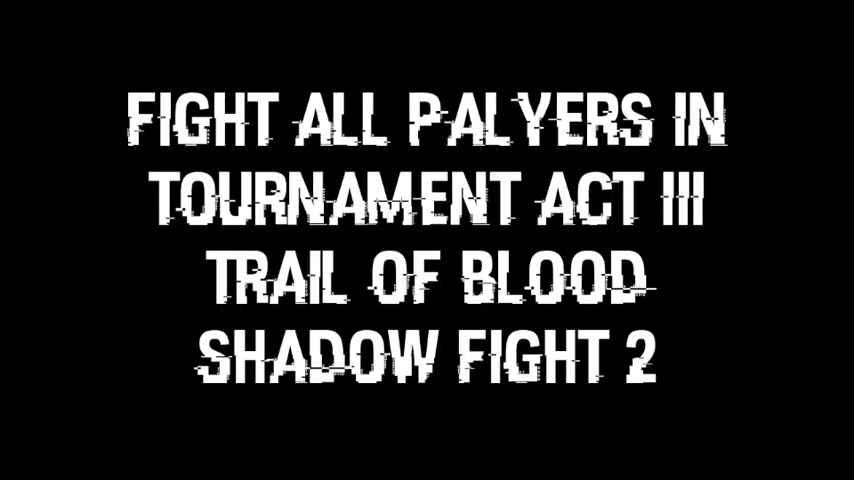 FIGHT ALL PALYERS IN
TOURNAMENT ACT III
TRAIL OF BLOOD
SHADOW FIGHT 2